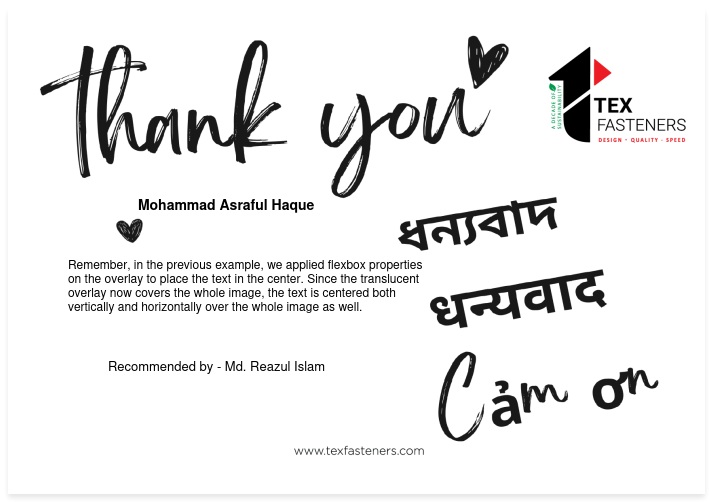 Thank you
A DECADE OF
SUSTAINABILITY
TEX
FASTENERS
DESIGN - QUALITY - SPEED
Mohammad Asraful Haque
ধন্যবাদ
Remember, in the previous example, we applied flexbox properties
on the overlay to place the text in the center. Since the translucent
overlay now covers the whole image, the text is centered both
vertically and horizontally over the whole image as well.
धन्यवाद
Recommended by - Md. Reazul Islam
Cảm ơn
www.texfasteners.com